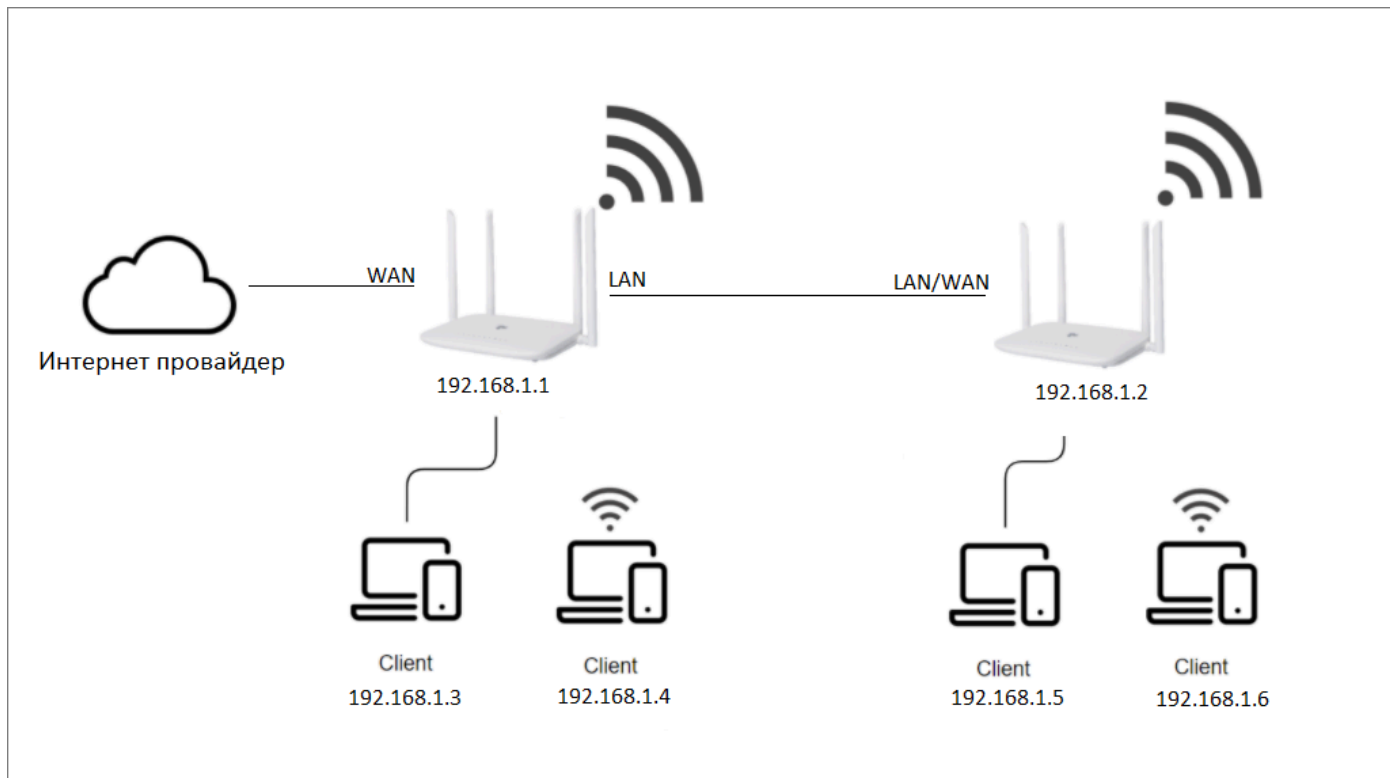 WAN
LAN
LAN/WAN
Интернет провайдер
192.168.1.1
192.168.1.2
Client
192.168.1.3
Client
192.168.1.4
Client
192.168.1.5
Client
192.168.1.6